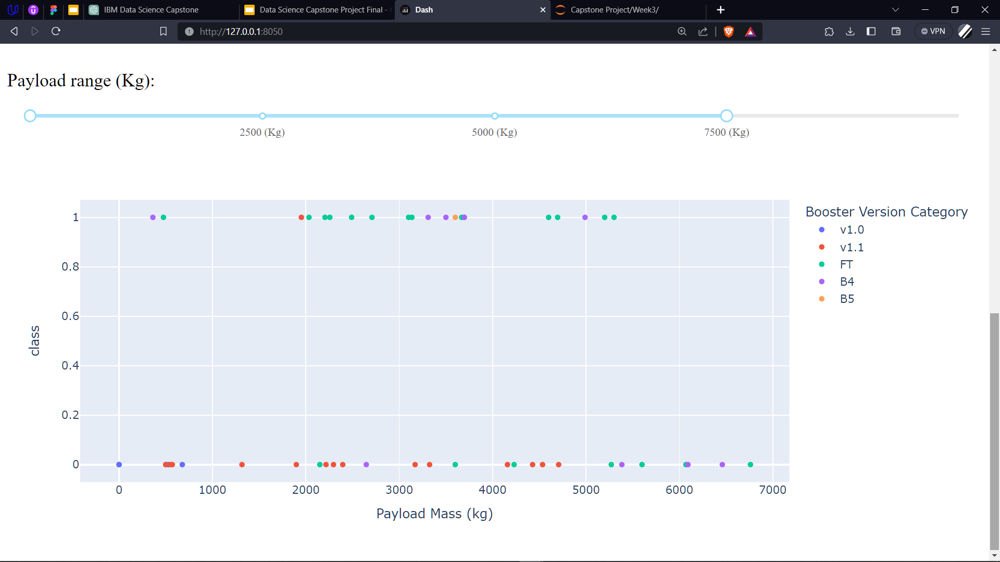 IBM Data Science Capstone
Data Science Capstone Project Final -
Dash
Capstone Project/Week3/
http://127.0.0.1:8050
VPN
Payload range (Kg):
2500 (Kg) 5000 (Kg) 7500 (Kg)
Booster Version Category
v1.0
v1.1
FT
B4
B5
1
0.8
0.6
0.4
0.2
0
class
0 1000 2000 3000 4000 5000 6000 7000
Payload Mass (kg)